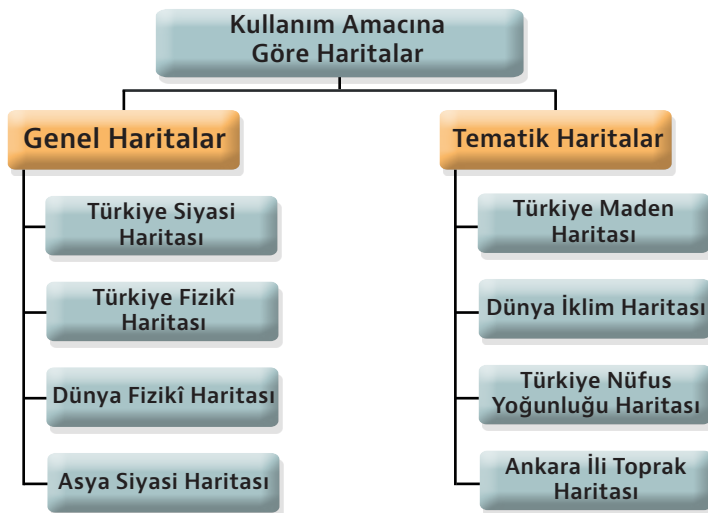 Kullanım Amacına
Göre Haritalar
Genel Haritalar
Türkiye Siyasi
Haritası
Türkiye Fizikî
Haritası
Dünya Fizikî Haritası
Asya Siyasi Haritası
Tematik Haritalar
Türkiye Maden
Haritası
Dünya İklim Haritası
Türkiye Nüfus
Yoğunluğu Haritası
Ankara İli Toprak
Haritası